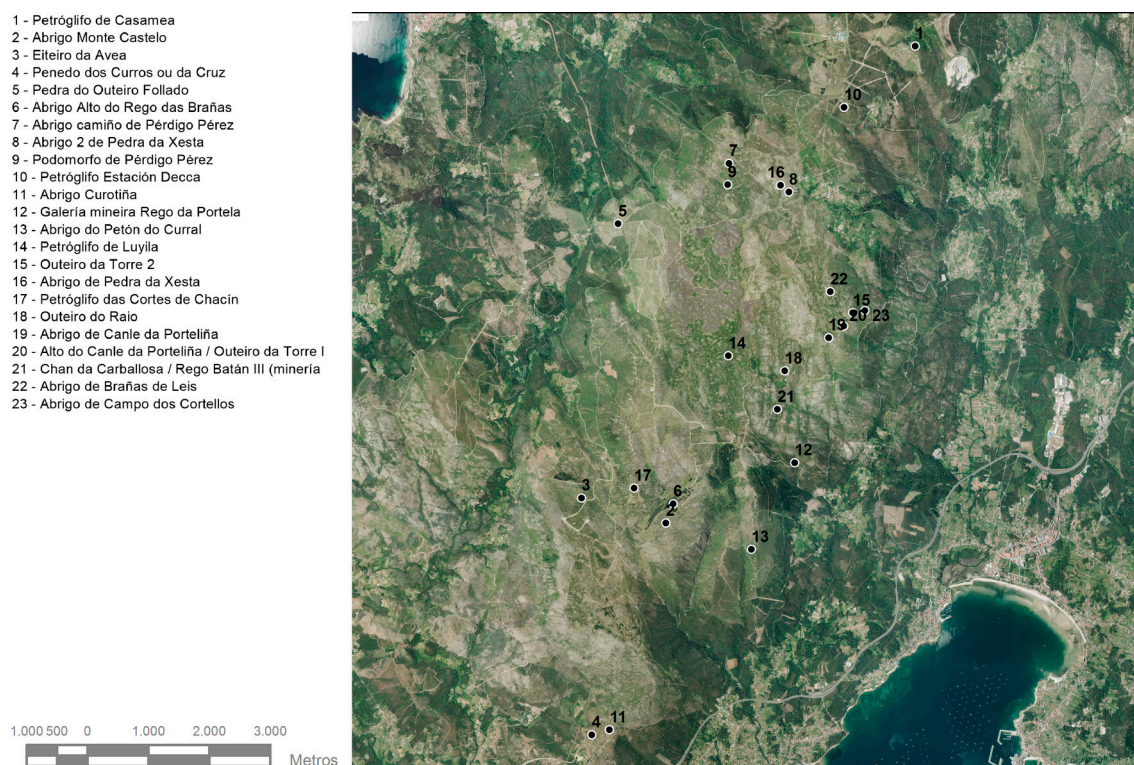 1 - Petróglifo de Casamea
2 - Abrigo Monte Castelo
3 - Eiteiro da Avea
4 - Penedo dos Curros ou da Cruz
5 - Pedra do Outeiro Follado
6 - Abrigo Alto do Rego das Brañas
7 - Abrigo camiño de Pérdigo Pérez
8 - Abrigo 2 de Pedra da Xesta
9 - Podomorfo de Pérdigo Pérez
10 - Petróglifo Estación Decca
11 - Abrigo Curotiña
12 - Galería mineira Rego da Portela
13 - Abrigo do Petón do Curral
14 - Petróglifo de Luyila
15 - Outeiro da Torre 2
16 - Abrigo de Pedra da Xesta
17 - Petróglifo das Cortes de Chacín
18 - Outeiro do Raio
19 - Abrigo de Canle da Porteliña
20 - Alto do Canle da Porteliña / Outeiro da Torre I
21 - Chan da Carballosa / Rego Batán III (minería
22 - Abrigo de Brañas de Leis
23 - Abrigo de Campo dos Cortellos
1
10
7
9
16
8
5
22
15
20
23
19
14
18
21
12
17
3
6
2
13
4
11
1.000 500 0 1.000 2.000 3.000
Metros